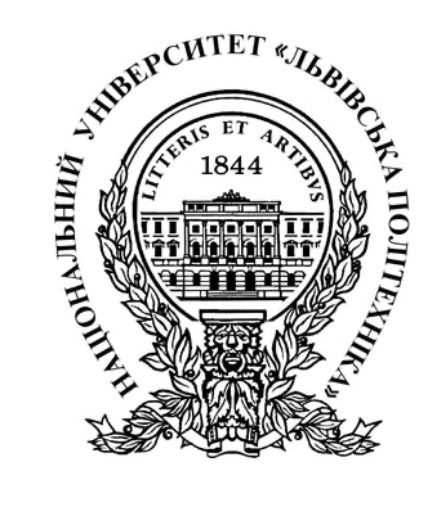 НАЦІОНАЛЬНИЙ УНІВЕРСИТЕТ «ЛЬВІВСЬКА ПОЛІТЕХНІКА»
LITTERIS ET ARTIBVS
1844